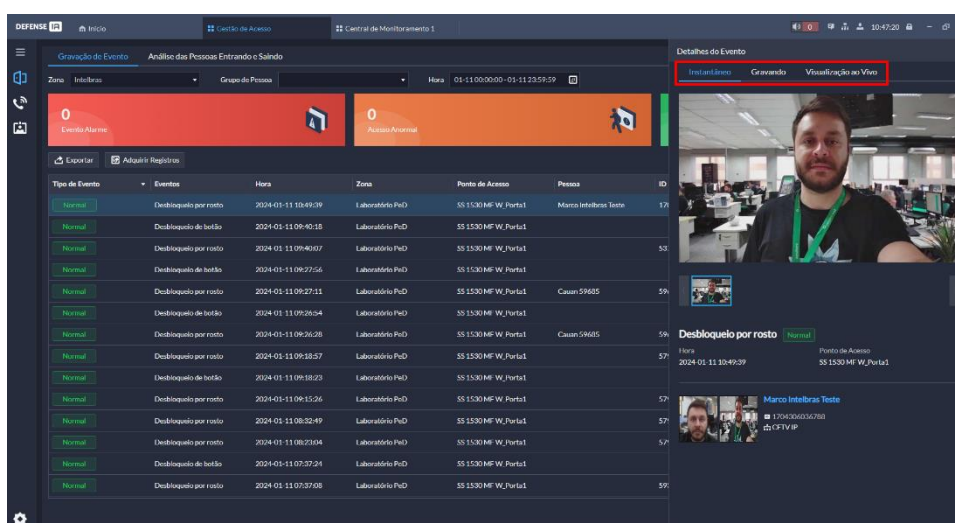 DEFENSE IA
Início
Gestão de Acesso
Central de Monitoramento 1
0
10:47:20
Gravação de Evento
Análise das Pessoas Entrando e Saindo
Zona
Intelbras
Grupo de Pessoa
Hora
01-11 00:00:00 - 01-11 23:59:59
0
Evento Alarme
0
Acesso Anormal
Exportar
Adquirir Registros
Tipo de Evento Eventos Hora Zona Ponto de Acesso Pessoa ID
Normal Desbloqueio por rosto 2024-01-11 10:49:39 Laboratório PeD SS 1530 MF W_Porta1 Marco Intelbras Teste 170
Normal Desbloqueio de botão 2024-01-11 09:40:18 Laboratório PeD SS 1530 MF W_Porta1
Normal Desbloqueio por rosto 2024-01-11 09:40:07 Laboratório PeD SS 1530 MF W_Porta1
Normal Desbloqueio de botão 2024-01-11 09:27:56 Laboratório PeD SS 1530 MF W_Porta1
Normal Desbloqueio por rosto 2024-01-11 09:27:11 Laboratório PeD SS 1530 MF W_Porta1 Cauan 59685
Normal Desbloqueio de botão 2024-01-11 09:26:54 Laboratório PeD SS 1530 MF W_Porta1
Normal Desbloqueio por rosto 2024-01-11 09:26:28 Laboratório PeD SS 1530 MF W_Porta1 Cauan 59685
Normal Desbloqueio por rosto 2024-01-11 09:18:57 Laboratório PeD SS 1530 MF W_Porta1
Normal Desbloqueio de botão 2024-01-11 09:18:23 Laboratório PeD SS 1530 MF W_Porta1
Normal Desbloqueio por rosto 2024-01-11 09:15:26 Laboratório PeD SS 1530 MF W_Porta1
Normal Desbloqueio por rosto 2024-01-11 08:32:49 Laboratório PeD SS 1530 MF W_Porta1
Normal Desbloqueio por rosto 2024-01-11 08:23:04 Laboratório PeD SS 1530 MF W_Porta1
Normal Desbloqueio de botão 2024-01-11 07:37:24 Laboratório PeD SS 1530 MF W_Porta1
Normal Desbloqueio por rosto 2024-01-11 07:37:08 Laboratório PeD SS 1530 MF W_Porta1
Detalhes do Evento
Instantâneo
Gravando
Visualização ao Vivo
Desbloqueio por rosto Normal
Hora Ponto de Acesso
2024-01-11 10:49:39 SS 1530 MF W_Porta1
Marco Intelbras Teste
1704306036788
CFTV IP